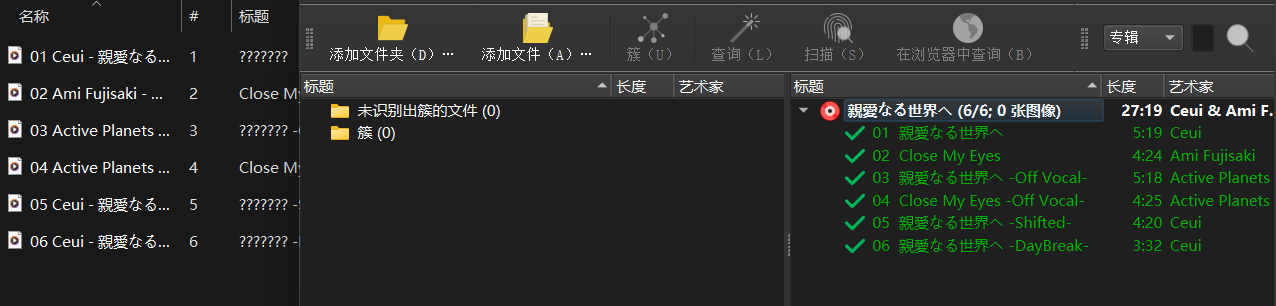 名称 # 标题
01 Ceui - 親愛なる... 1 ???????
02 Ami Fujisaki - ... 2 Close My
03 Active Planets ... 3 ??????? -
04 Active Planets ... 4 Close My
05 Ceui - 親愛なる... 5 ??????? -
06 Ceui - 親愛なる... 6 ??????? -
添加文件夹（D）… 添加文件（A）… 簇（U） 查询（L） 扫描（S） 在浏览器中查询（B） 专辑
标题 长度 艺术家
未识别出簇的文件 (0)
簇 (0)
标题 长度 艺术家
親愛なる世界へ (6/6; 0 张图像) 27:19 Ceui & Ami F.
01 親愛なる世界へ 5:19 Ceui
02 Close My Eyes 4:24 Ami Fujisaki
03 親愛なる世界へ -Off Vocal- 5:18 Active Planets
04 Close My Eyes -Off Vocal- 4:25 Active Planets
05 親愛なる世界へ -Shifted- 4:20 Ceui
06 親愛なる世界へ -DayBreak- 3:32 Ceui